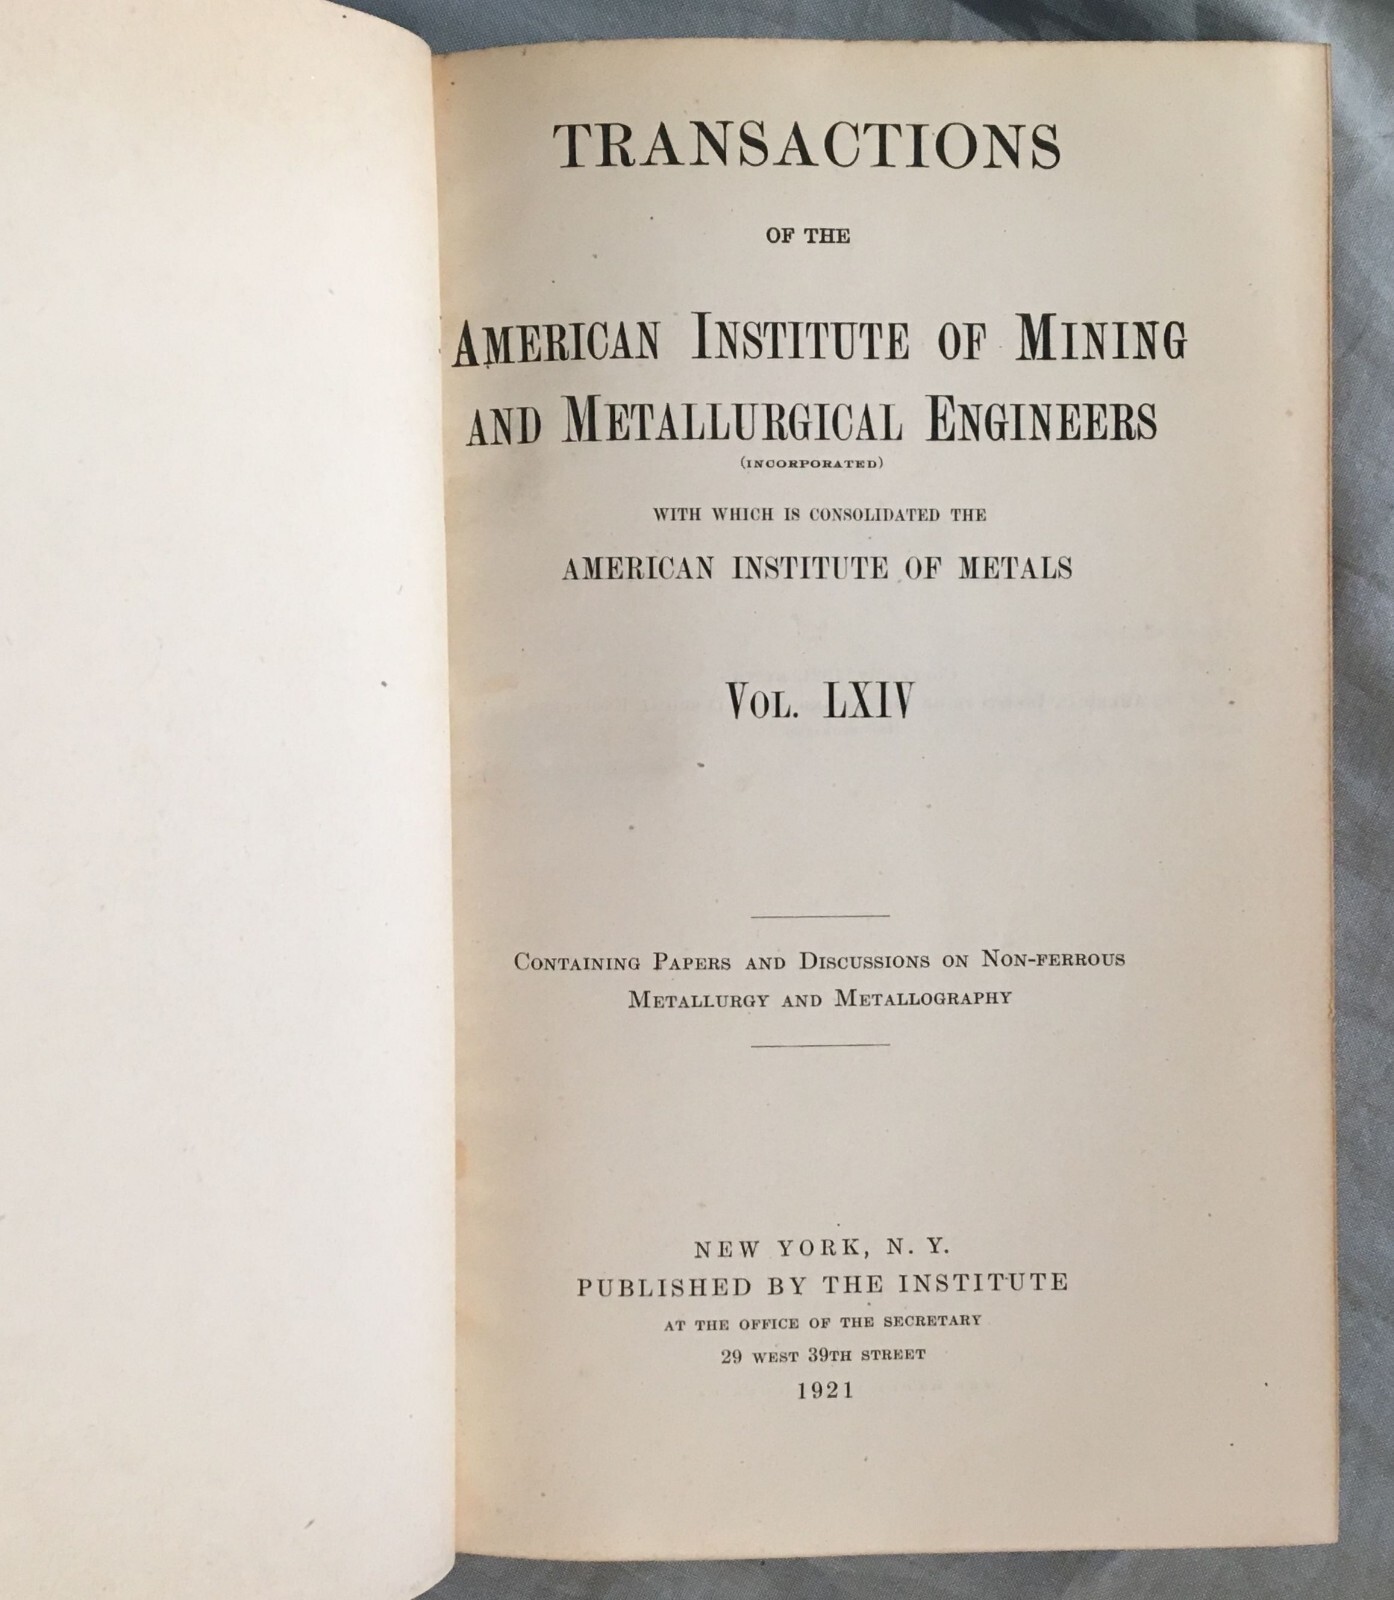 TRANSACTIONS
OF THE
AMERICAN INSTITUTE OF MINING
AND METALLURGICAL ENGINEERS
(INCORPORATED)
WITH WHICH IS CONSOLIDATED THE
AMERICAN INSTITUTE OF METALS
VOL. LXIV
CONTAINING PAPERS AND DISCUSSIONS ON NON-FERROUS
METALLURGY AND METALLOGRAPHY
NEW YORK, N. Y.
PUBLISHED BY THE INSTITUTE
AT THE OFFICE OF THE SECRETARY
29 WEST 39TH STREET
1921